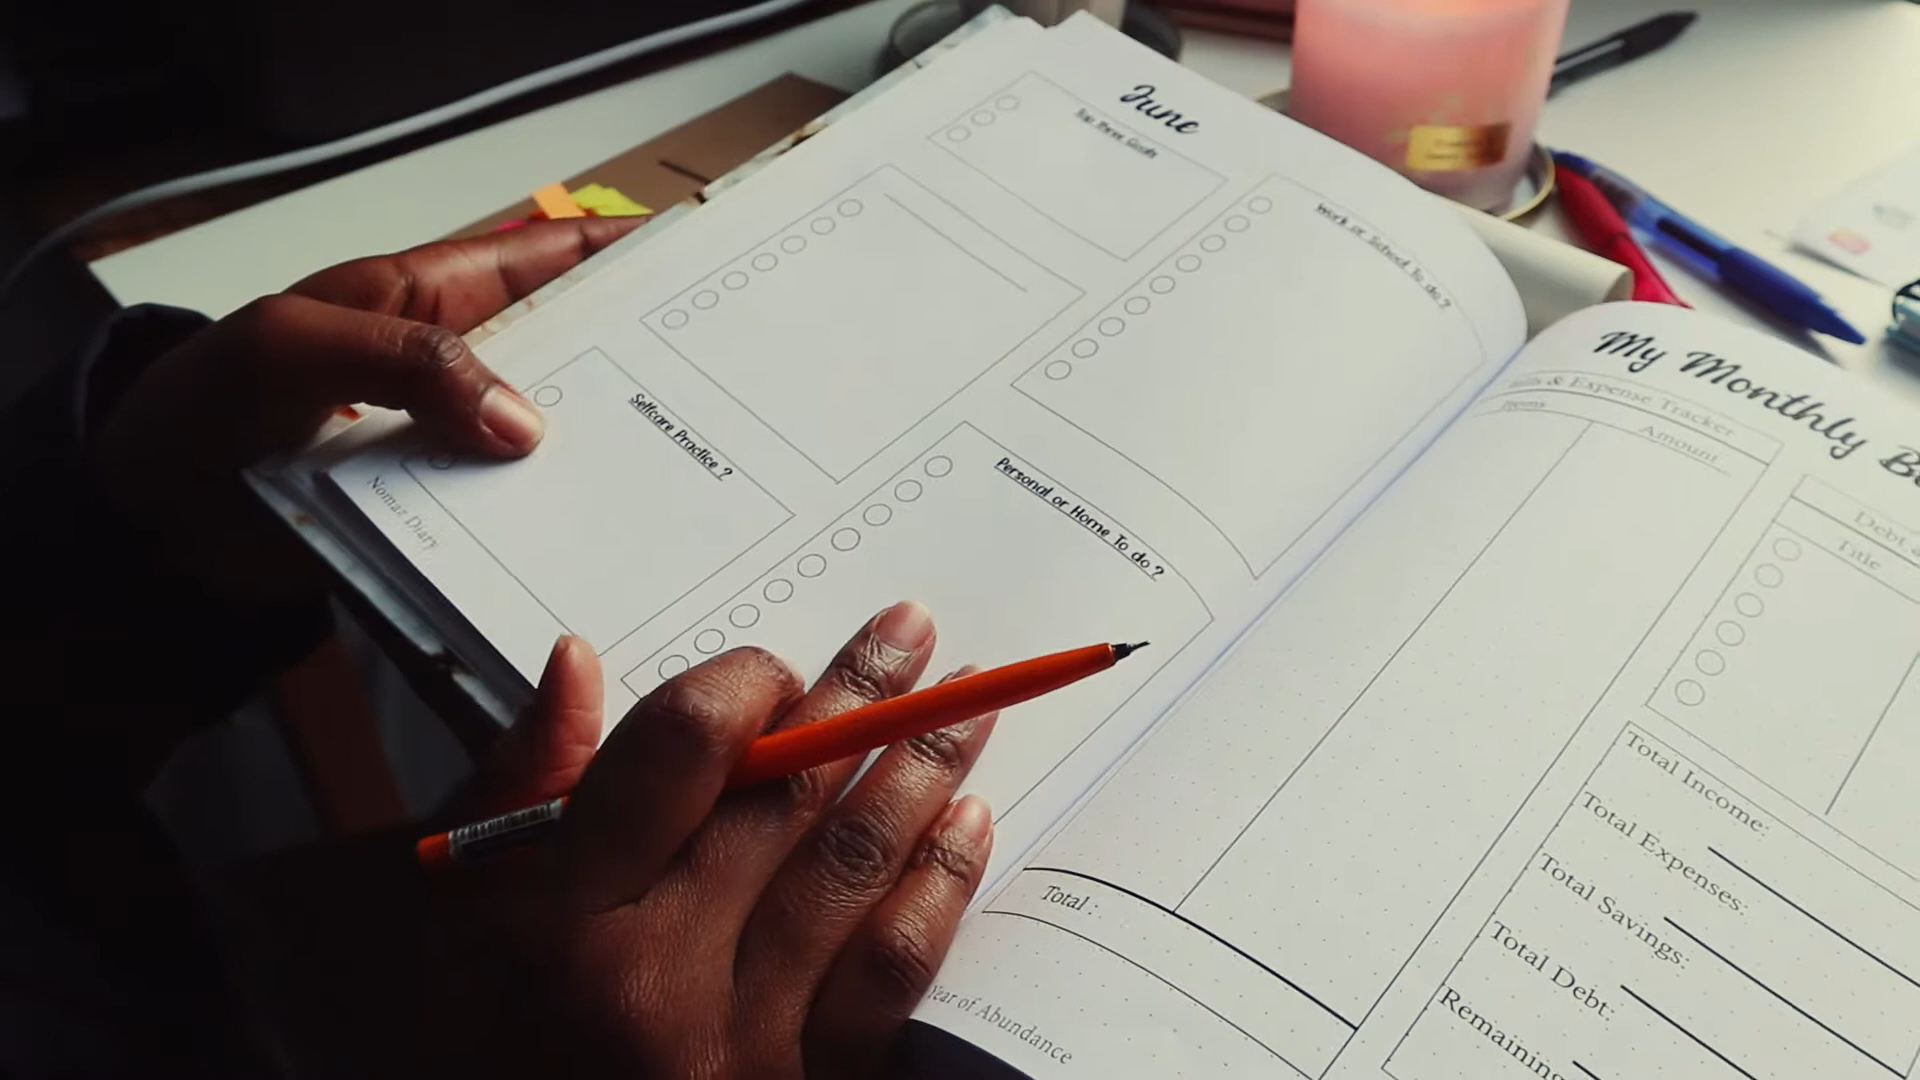 June
Top Three Goals
Work or School To do?
Selfcare Practice ?
Personal or Home To do ?
Nomaz Diary
My Monthly
& Expense Tracker
Items
Amount
Debt
Title
Total Income:
Total Expenses:
Total Savings:
Total Debt:
Remaining
Total :
Year of Abundance